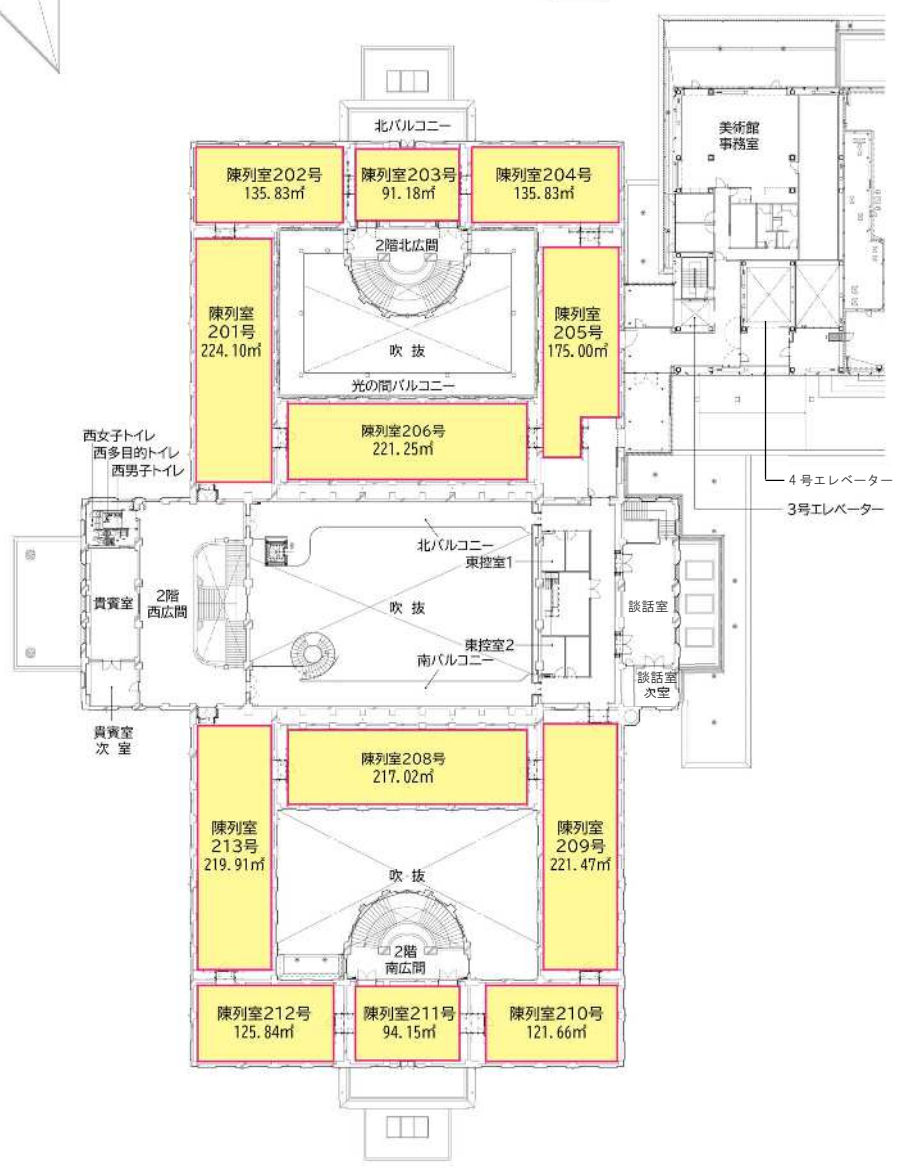 北バルコニー
美術館
事務室
陳列室202号
135.83㎡
陳列室203号
91.18㎡
陳列室204号
135.83㎡
2階北広間
陳列室
201号
224.10㎡
陳列室
205号
175.00㎡
吹 抜
光の間バルコニー
陳列室206号
221.25㎡
西女子トイレ
西多目的トイレ
西男子トイレ
4号エレベーター
3号エレベーター
北バルコニー
東控室1
貴賓室
2階
西広間
吹 抜
談話室
東控室2
南バルコニー
談話室
次室
貴賓室
次 室
陳列室208号
217.02㎡
陳列室
213号
219.91㎡
陳列室
209号
221.47㎡
吹 抜
2階
南広間
陳列室212号
125.84㎡
陳列室211号
94.15㎡
陳列室210号
121.66㎡